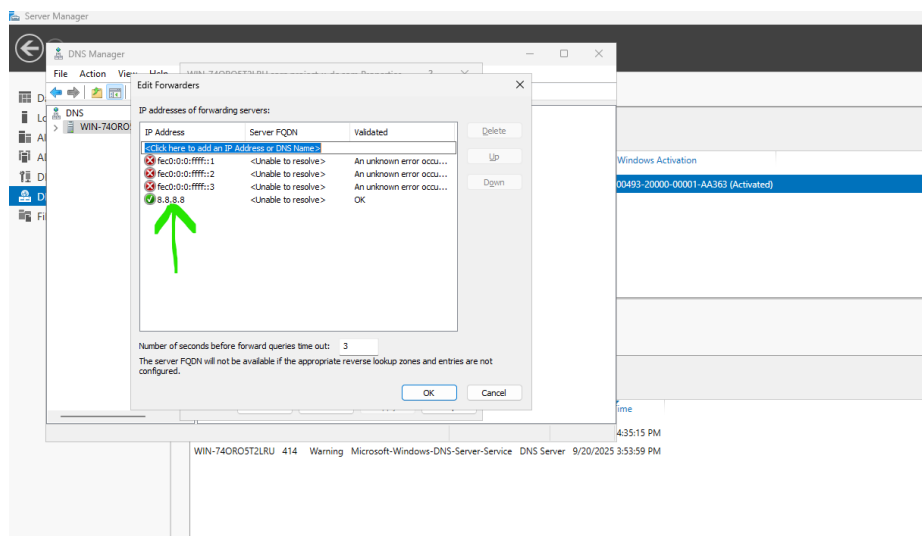 Server Manager
DNS Manager
File Action View Help
Edit Forwarders
IP addresses of forwarding servers:
DNS
IP Address Server FQDN Validated Delete
<Click here to add an IP Address or DNS Name>
fec0:0:0:ffff::1 <Unable to resolve> An unknown error occu... Up
fec0:0:0:ffff::2 <Unable to resolve> An unknown error occu...
fec0:0:0:ffff::3 <Unable to resolve> An unknown error occu... Down
8.8.8.8 <Unable to resolve> OK
Windows Activation
00493-20000-00001-AA363 (Activated)
Number of seconds before forward queries time out: 3
The server FQDN will not be available if the appropriate reverse lookup zones and entries are not
configured.
OK Cancel
4:35:15 PM
WIN-74ORO5T2LRU 414 Warning Microsoft-Windows-DNS-Server-Service DNS Server 9/20/2025 3:53:59 PM